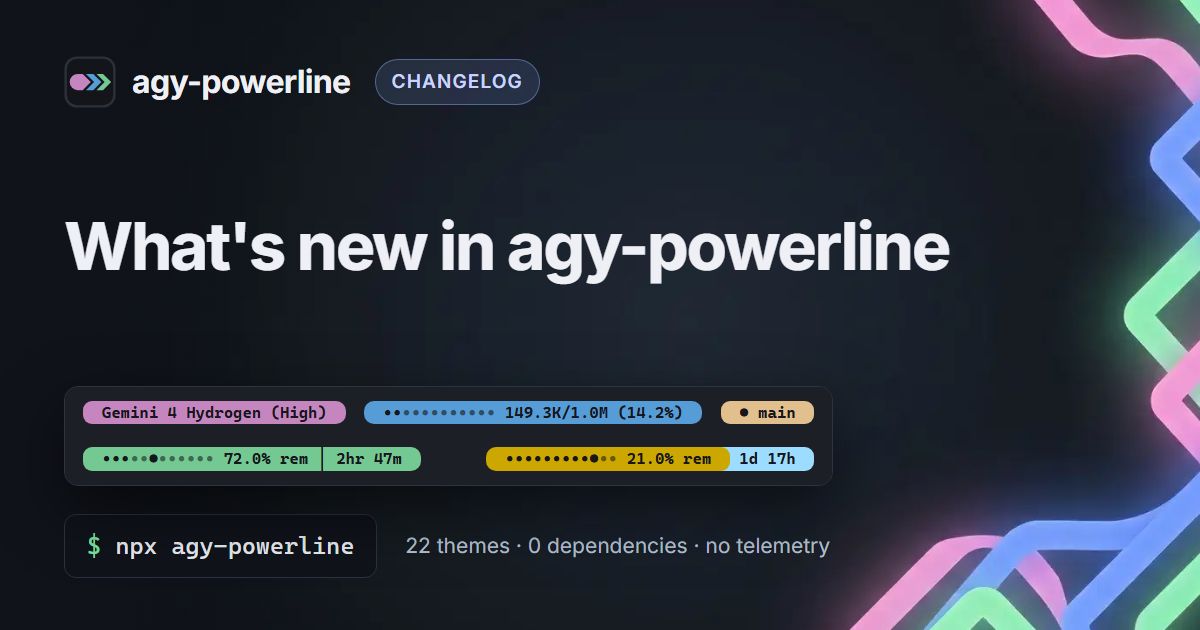 agy-powerline CHANGELOG
What's new in agy-powerline
Gemini 4 Hydrogen (High) 149.3K/1.0M (14.2%) main
72.0% rem 2hr 47m 21.0% rem 1d 17h
$ npx agy-powerline 22 themes · 0 dependencies · no telemetry